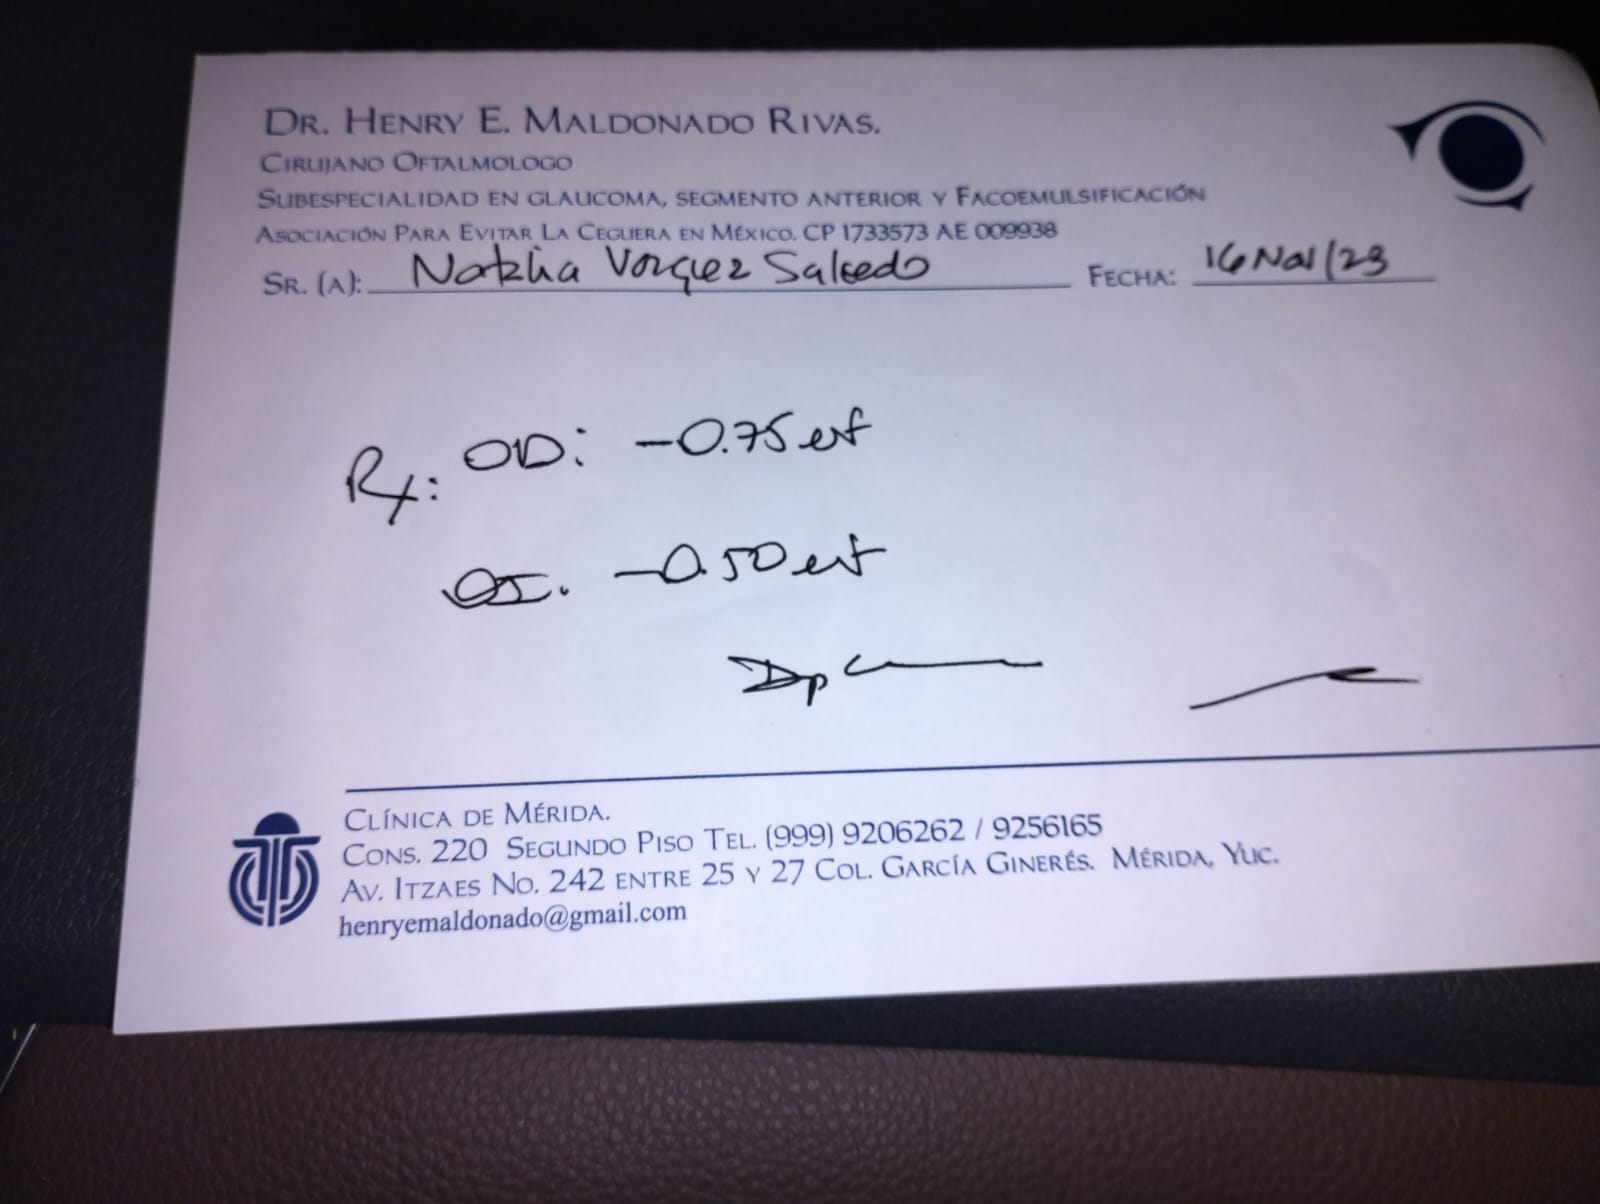 DR. HENRY E. MALDONADO RIVAS.
CIRUJANO OFTALMOLOGO
SUBESPECIALIDAD EN GLAUCOMA, SEGMENTO ANTERIOR Y FACOEMULSIFICACIÓN
ASOCIACIÓN PARA EVITAR LA CEGUERA EN MÉXICO. CP 1733573 AE 009938
SR. (A): Natalia Vazquez Salcedo FECHA: 16 Nov/23
Rx: OD: -0.75 esf
OI. -0.50 esf
Dp
CLÍNICA DE MÉRIDA.
CONS. 220 SEGUNDO PISO TEL. (999) 9206262 / 9256165
AV. ITZAES NO. 242 ENTRE 25 Y 27 COL. GARCÍA GINERÉS. MÉRIDA, YUC.
henryemaldonado@gmail.com